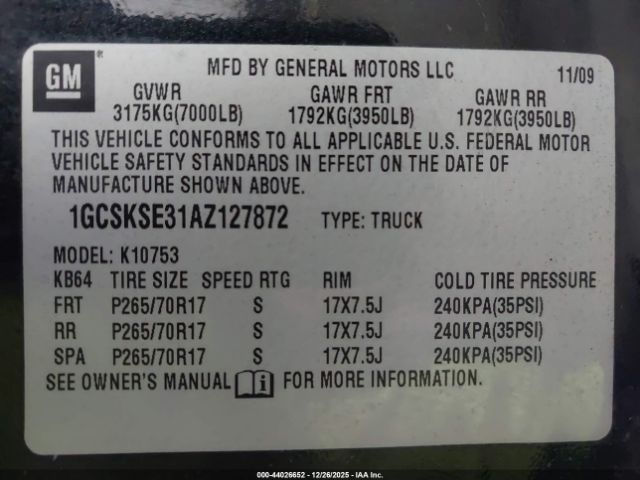 GM®
MFD BY GENERAL MOTORS LLC 11/09
GVWR GAWR FRT GAWR RR
3175KG(7000LB) 1792KG(3950LB) 1792KG(3950LB)
THIS VEHICLE CONFORMS TO ALL APPLICABLE U.S. FEDERAL MOTOR
VEHICLE SAFETY STANDARDS IN EFFECT ON THE DATE OF
MANUFACTURE SHOWN ABOVE.
1GCSKSE31AZ127872 TYPE: TRUCK
MODEL: K10753
KB64 TIRE SIZE SPEED RTG RIM COLD TIRE PRESSURE
FRT P265/70R17 S 17X7.5J 240KPA(35PSI)
RR P265/70R17 S 17X7.5J 240KPA(35PSI)
SPA P265/70R17 S 17X7.5J 240KPA(35PSI)
SEE OWNER'S MANUAL FOR MORE INFORMATION.
000-44026652 - 12/26/2025 - IAA Inc.